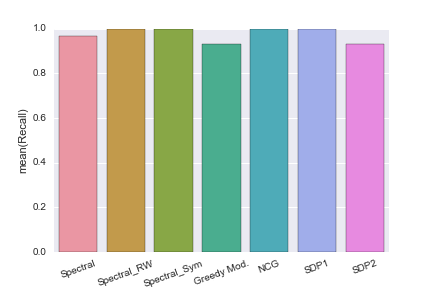 1.0
0.8
0.6
0.4
0.2
0.0
mean(Recall)
Spectral
Spectral_RW
Spectral_Sym
Greedy Mod.
NCG
SDP1
SDP2